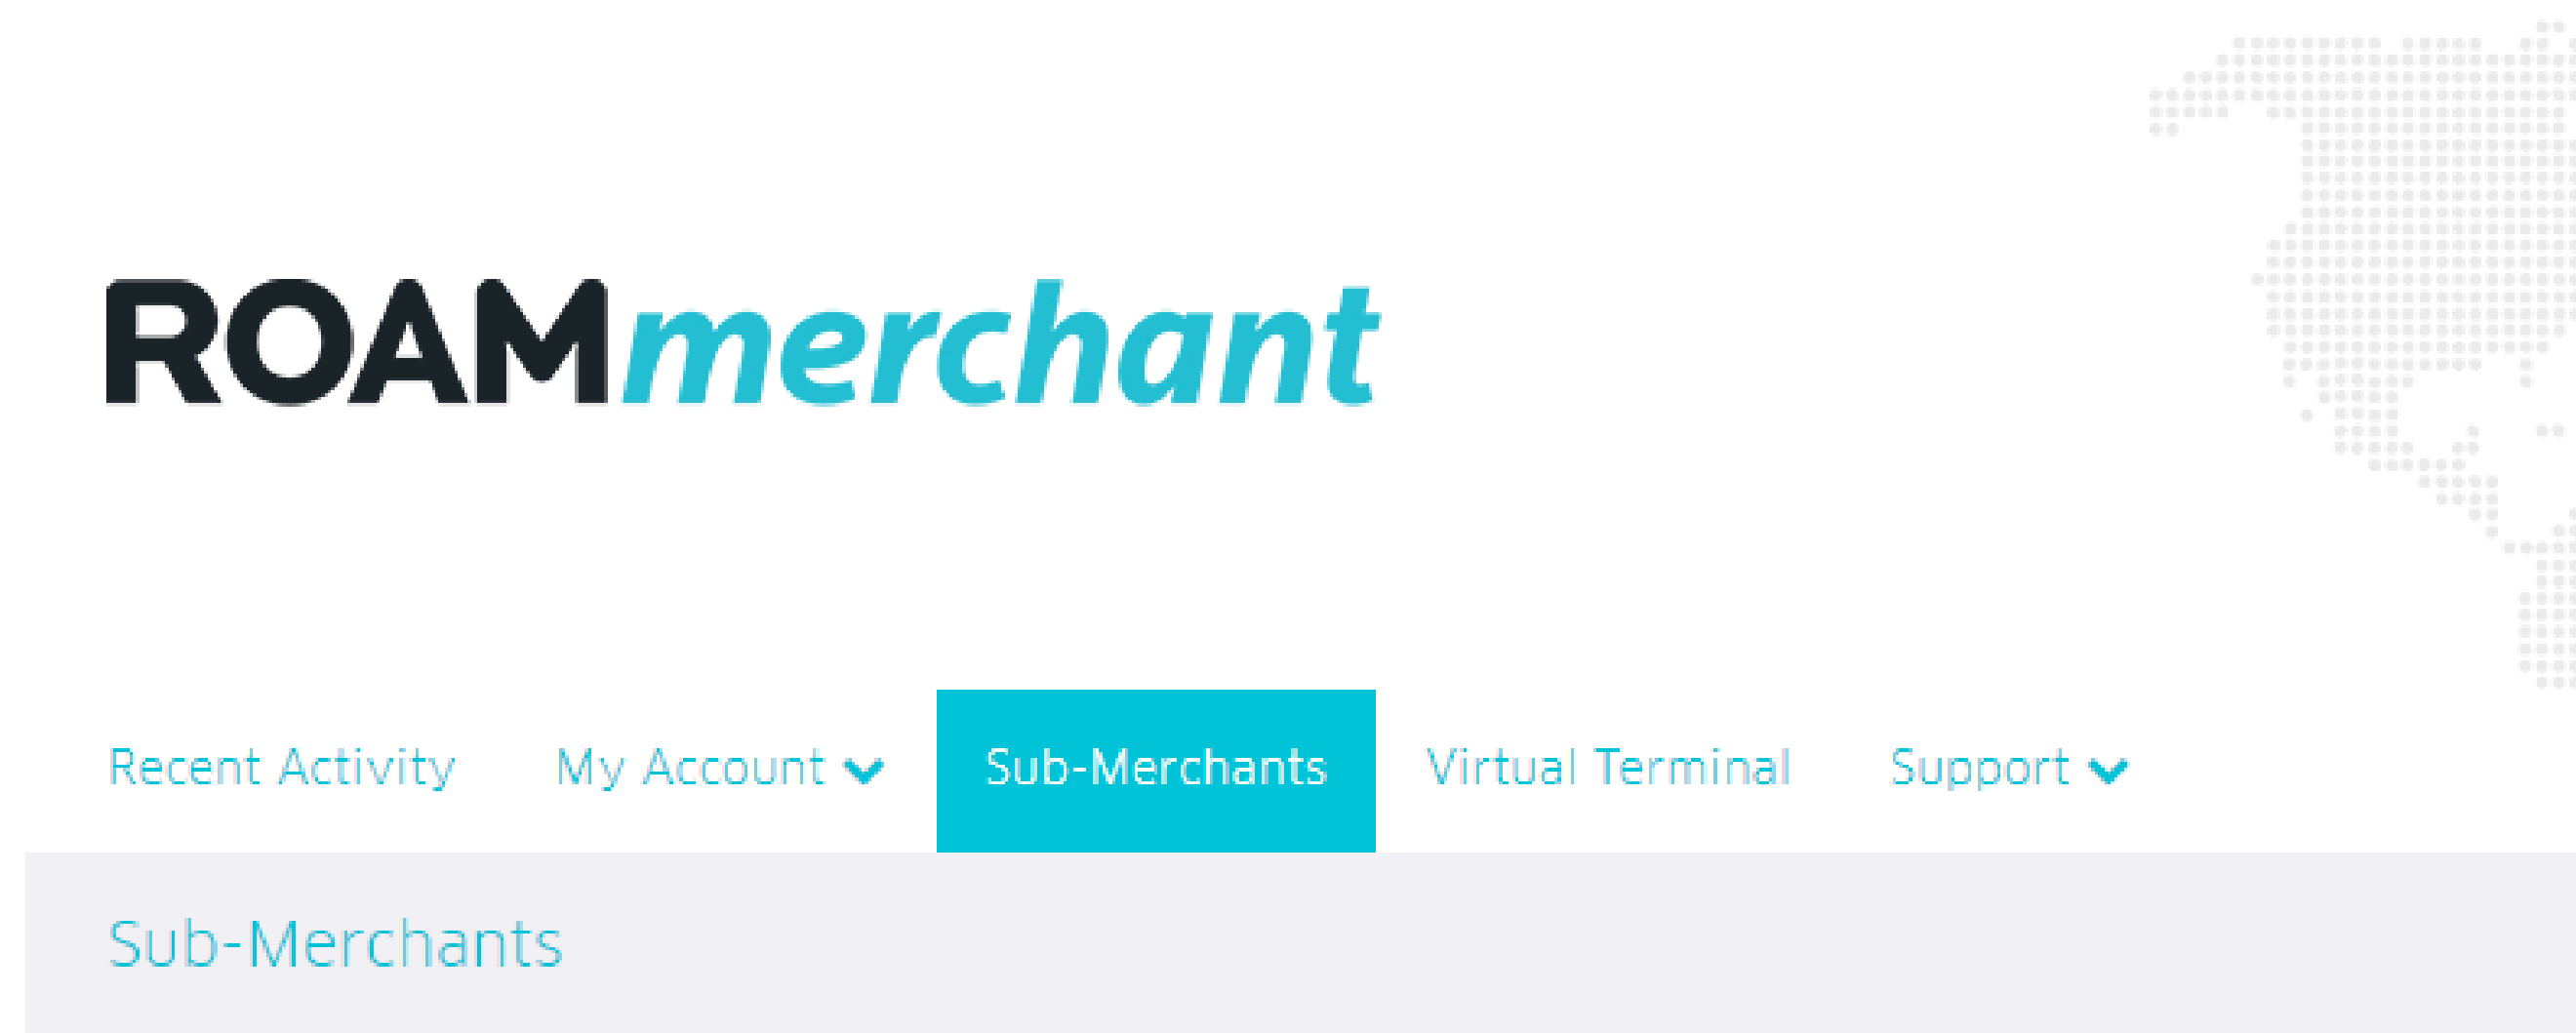 ROAMmerchant
Recent Activity My Account Sub-Merchants Virtual Terminal Support
Sub-Merchants